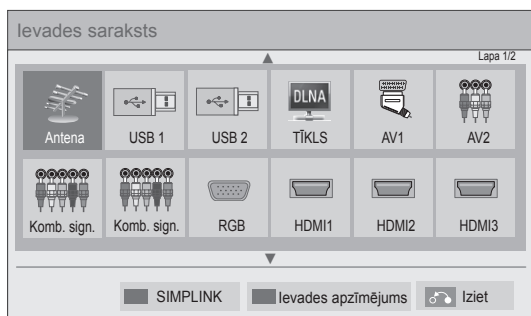 Ievades saraksts
Lapa 1/2
DLNA
Antena USB 1 USB 2 TĪKLS AV1 AV2
Komb. sign. Komb. sign. RGB HDMI1 HDMI2 HDMI3
SIMPLINK Ievades apzīmējums Iziet